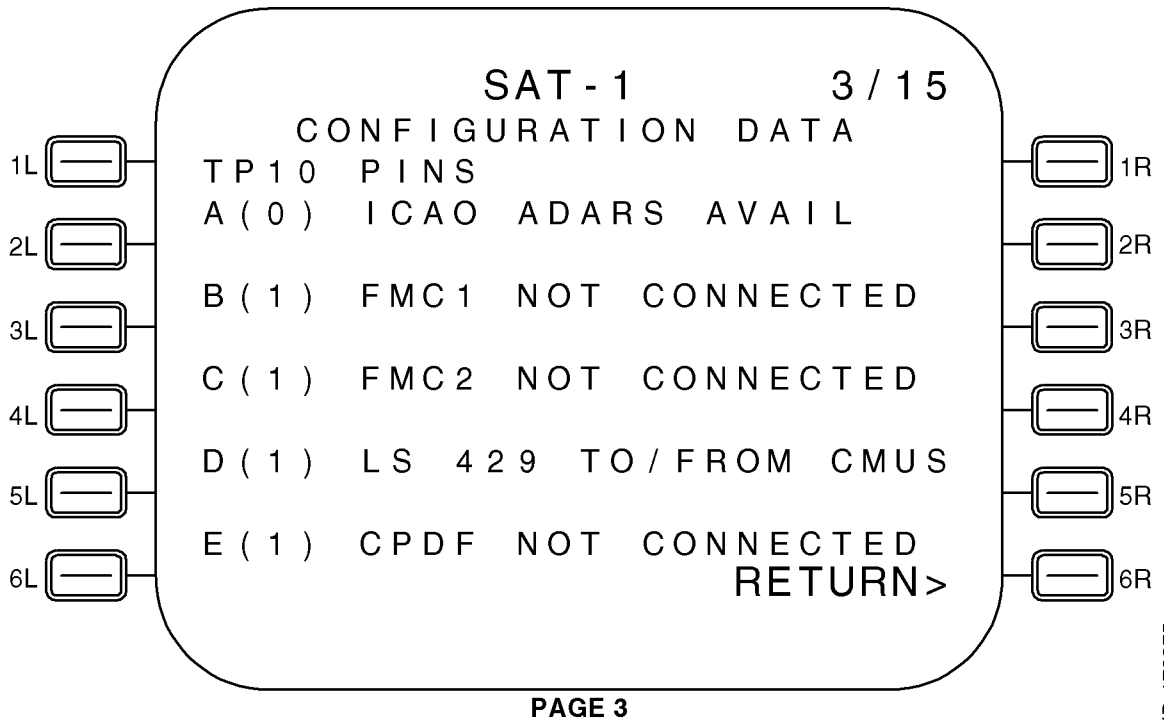 SAT-1 3/15
CONFIGURATION DATA
1L TP10 PINS 1R
A(0) ICAO ADARS AVAIL
2L 2R
B(1) FMC1 NOT CONNECTED
3L 3R
C(1) FMC2 NOT CONNECTED
4L 4R
D(1) LS 429 TO/FROM CMUS
5L 5R
E(1) CPDF NOT CONNECTED
6L RETURN> 6R
PAGE 3